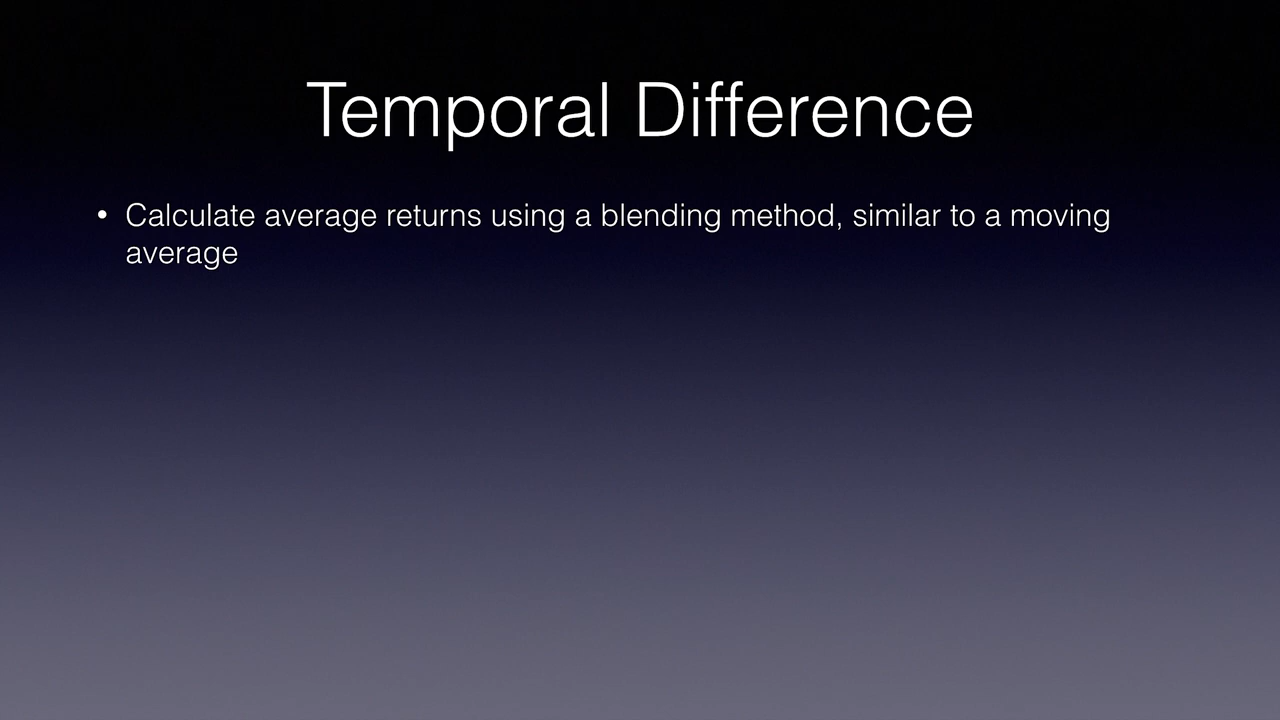 Temporal Difference
• Calculate average returns using a blending method, similar to a moving
average